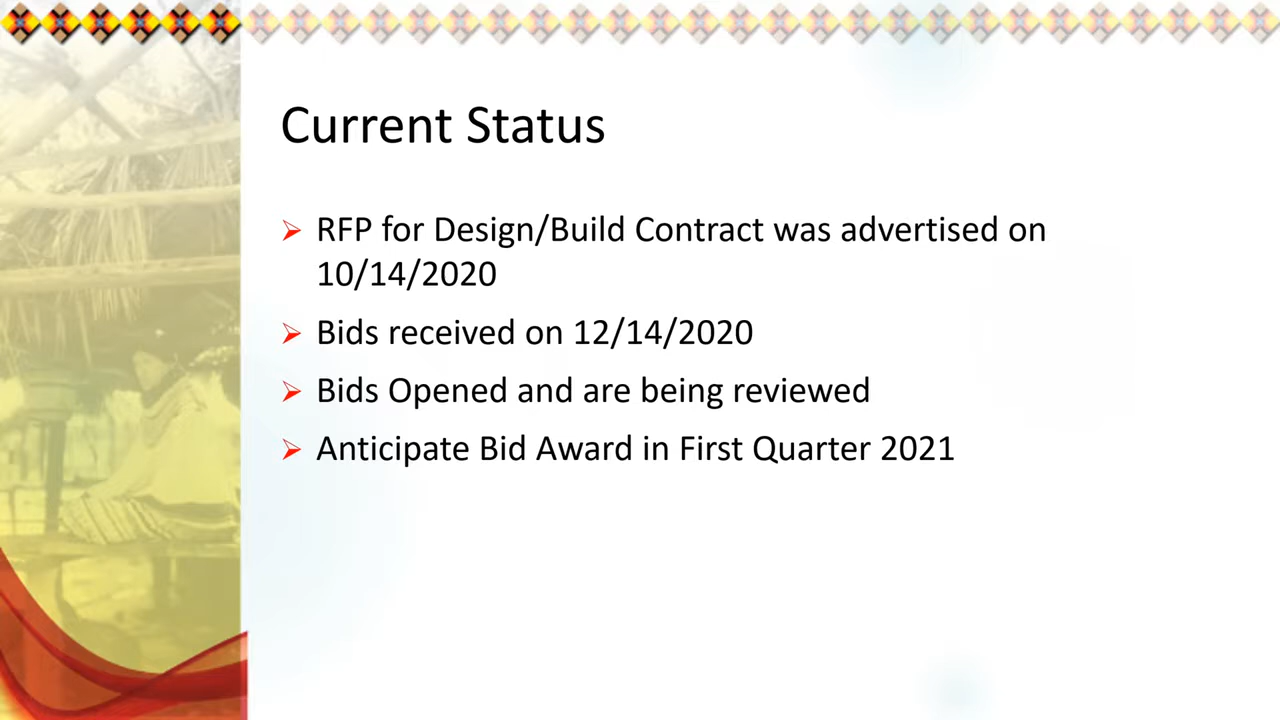 Current Status
RFP for Design/Build Contract was advertised on
10/14/2020
Bids received on 12/14/2020
Bids Opened and are being reviewed
Anticipate Bid Award in First Quarter 2021